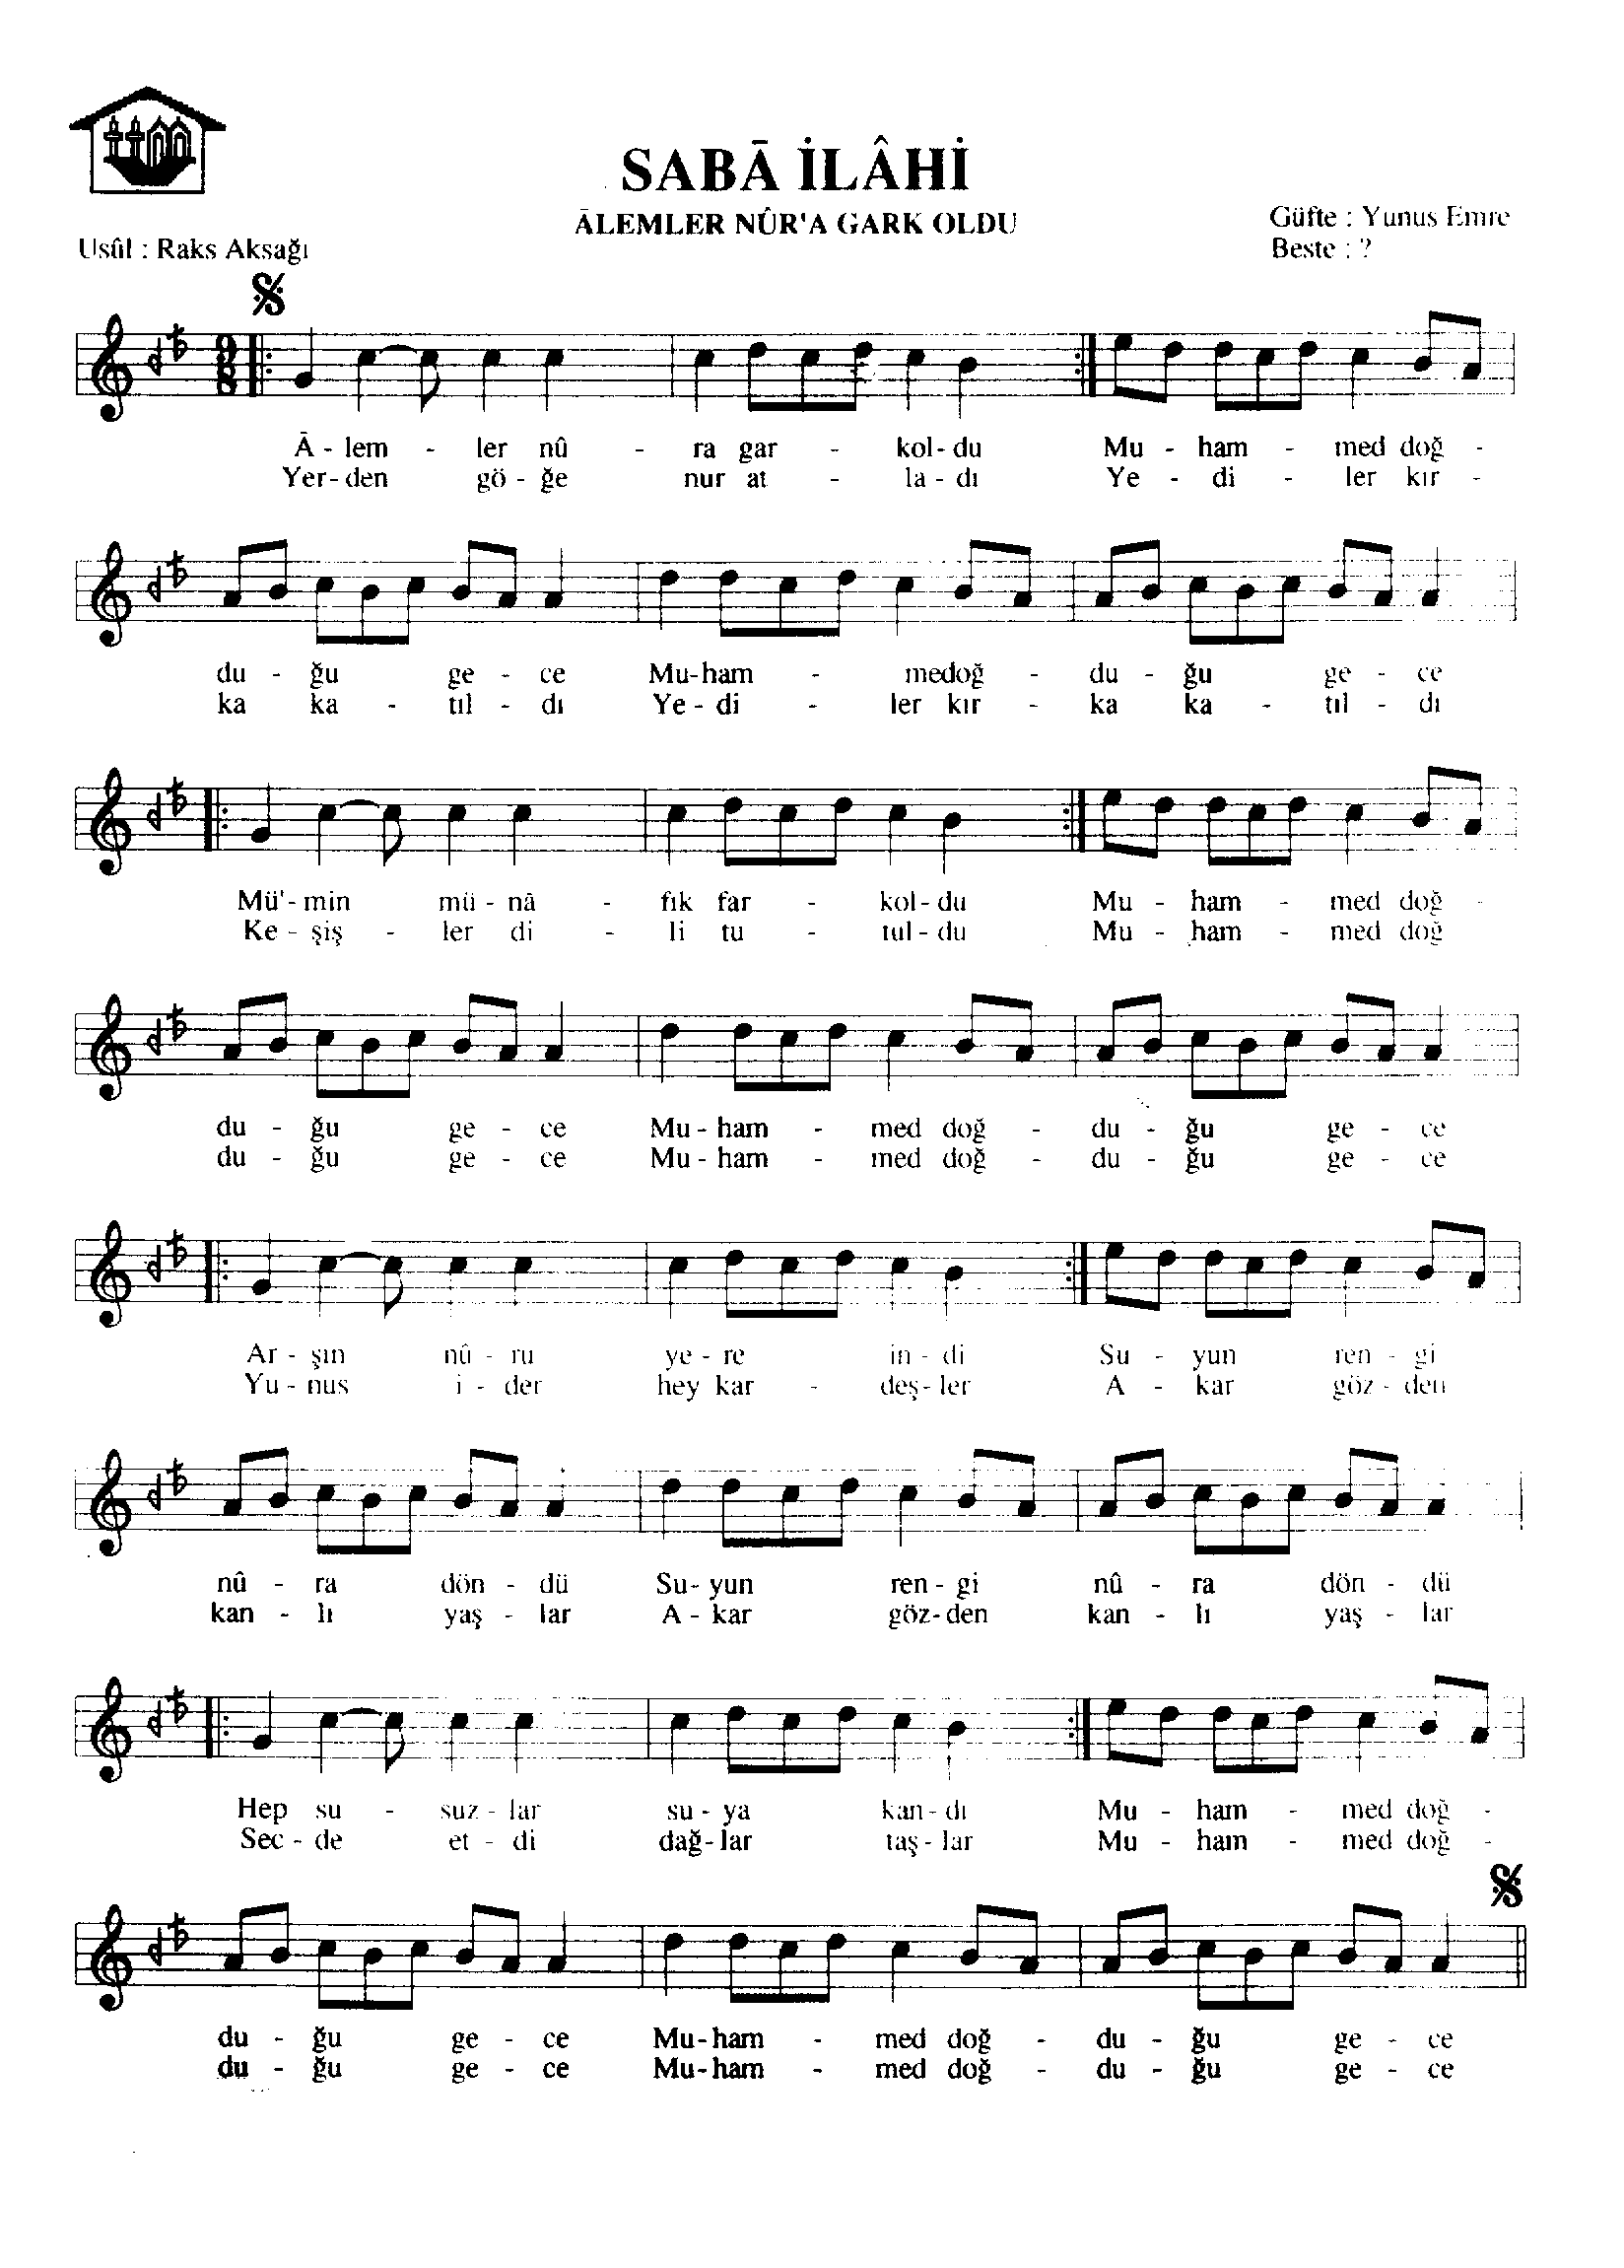 SABĀ İLÂHİ
ĀLEMLER NÛR'A GARK OLDU
Güfte : Yunus Emre
Usûl : Raks Aksağı
Beste : ?
9
8
Ā - lem - ler nû - ra gar - kol - du Mu - ham - med doğ -
Yer - den gö - ğe nur at - la - dı Ye - di - ler kır -
du - ğu ge - ce Mu - ham - medoğ - du - ğu ge - ce
ka ka - tıl - dı Ye - di - ler kır - ka ka - tıl - dı
Mü' - min mü - nā - fık far - kol - du Mu - ham - med doğ -
Ke - şiş - ler di - li tu - tul - du Mu - ham - med doğ
du - ğu ge - ce Mu - ham - med doğ - du - ğu ge - ce
du - ğu ge - ce Mu - ham - med doğ - du - ğu ge - ce
Ar - şın nû - ru ye - re in - di Su - yun ren - gi
Yu - nus i - der hey kar - deş - ler A - kar göz - den
nû - ra dön - dü Su - yun ren - gi nû - ra dön - dü
kan - lı yaş - lar A - kar göz - den kan - lı yaş - lar
Hep su - suz - lar su - ya kan - dı Mu - ham - med doğ -
Sec - de et - di dağ - lar taş - lar Mu - ham - med doğ -
du - ğu ge - ce Mu - ham - med doğ - du - ğu ge - ce
du - ğu ge - ce Mu - ham - med doğ - du - ğu ge - ce